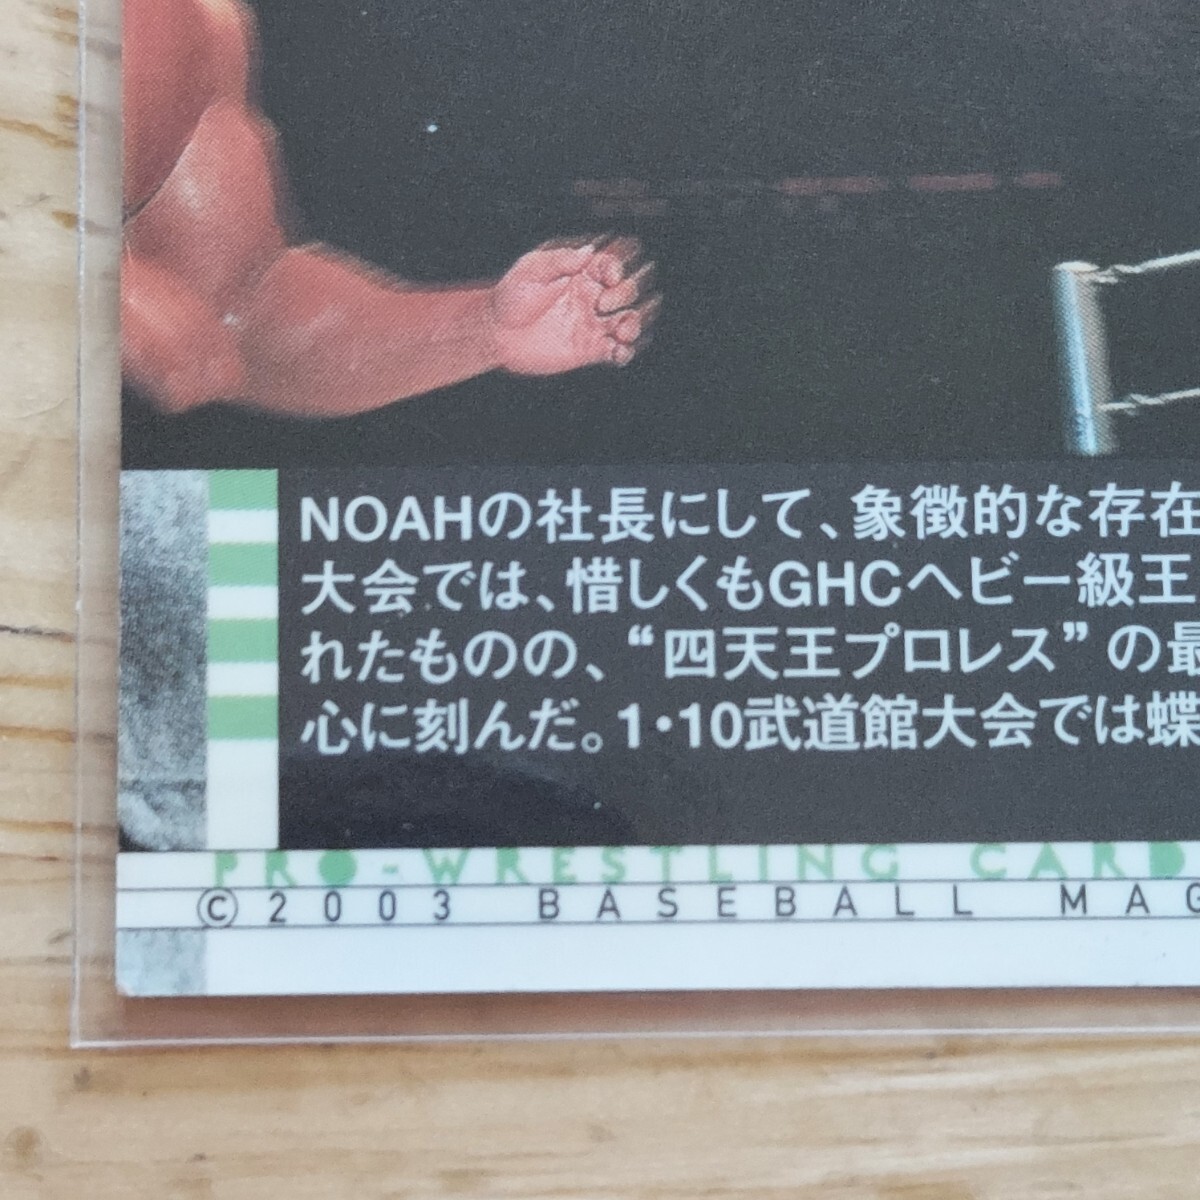 NOAHの社長にして、象徴的な存在
大会では、惜しくもGHCヘビー級王
れたものの、“四天王プロレス”の最
心に刻んだ。1・10武道館大会では蝶
PRO-WRESTLING CARD
©2003 BASEBALL MAG